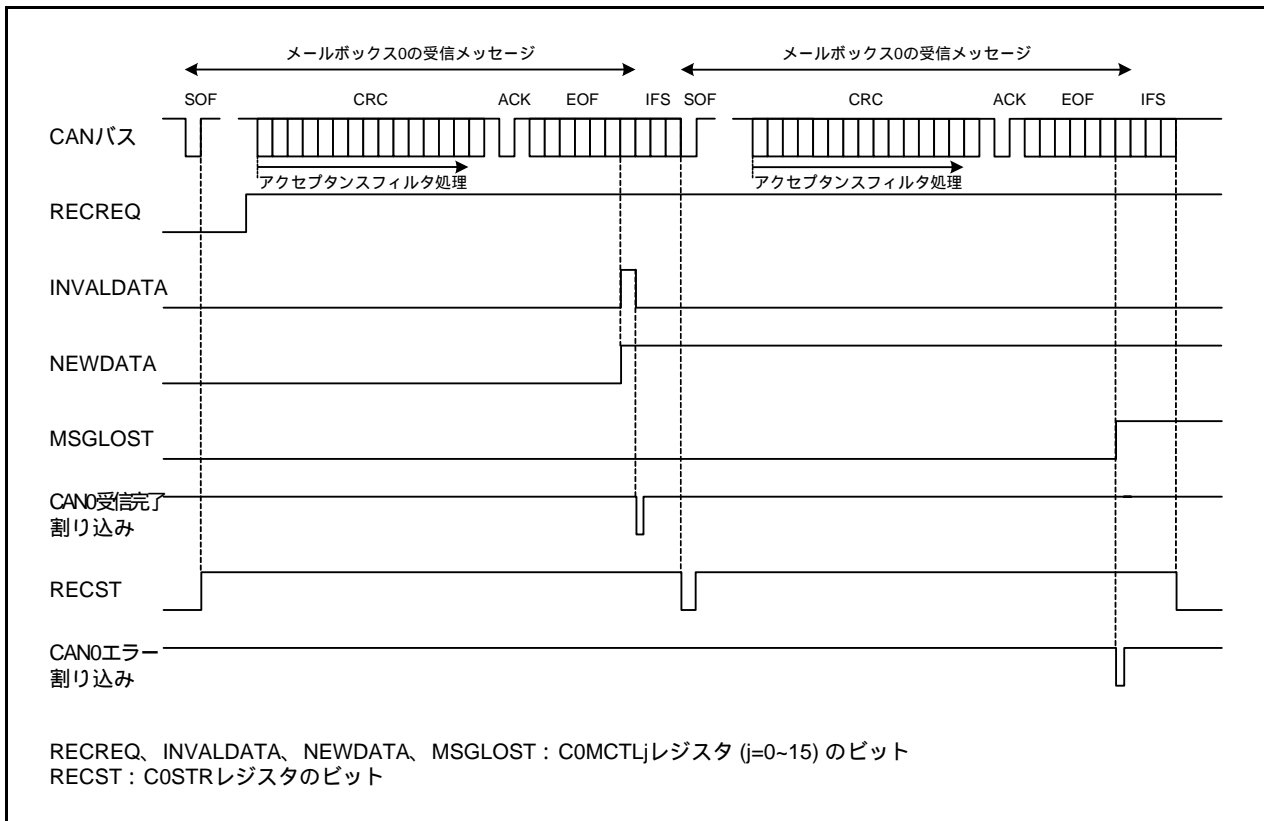 メールボックス0の受信メッセージ メールボックス0の受信メッセージ
SOF CRC ACK EOF IFS SOF CRC ACK EOF IFS
CANバス
アクセプタンスフィルタ処理 アクセプタンスフィルタ処理
RECREQ
INVALDATA
NEWDATA
MSGLOST
CAN0受信完了
割り込み
RECST
CAN0エラー
割り込み
RECREQ、INVALDATA、NEWDATA、MSGLOST：C0MCTLjレジスタ (j=0~15) のビット
RECST：C0STRレジスタのビット